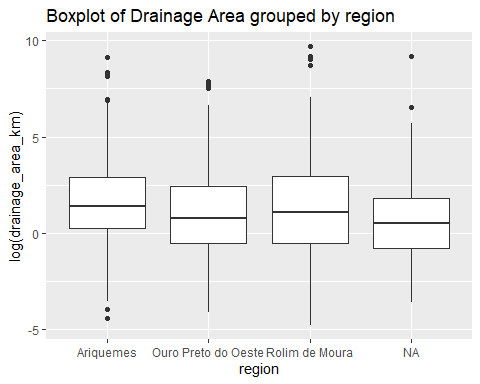 Boxplot of Drainage Area grouped by region
10
5
0
-5
log(drainage_area_km)
Ariquemes Ouro Preto do Oeste Rolim de Moura NA
region